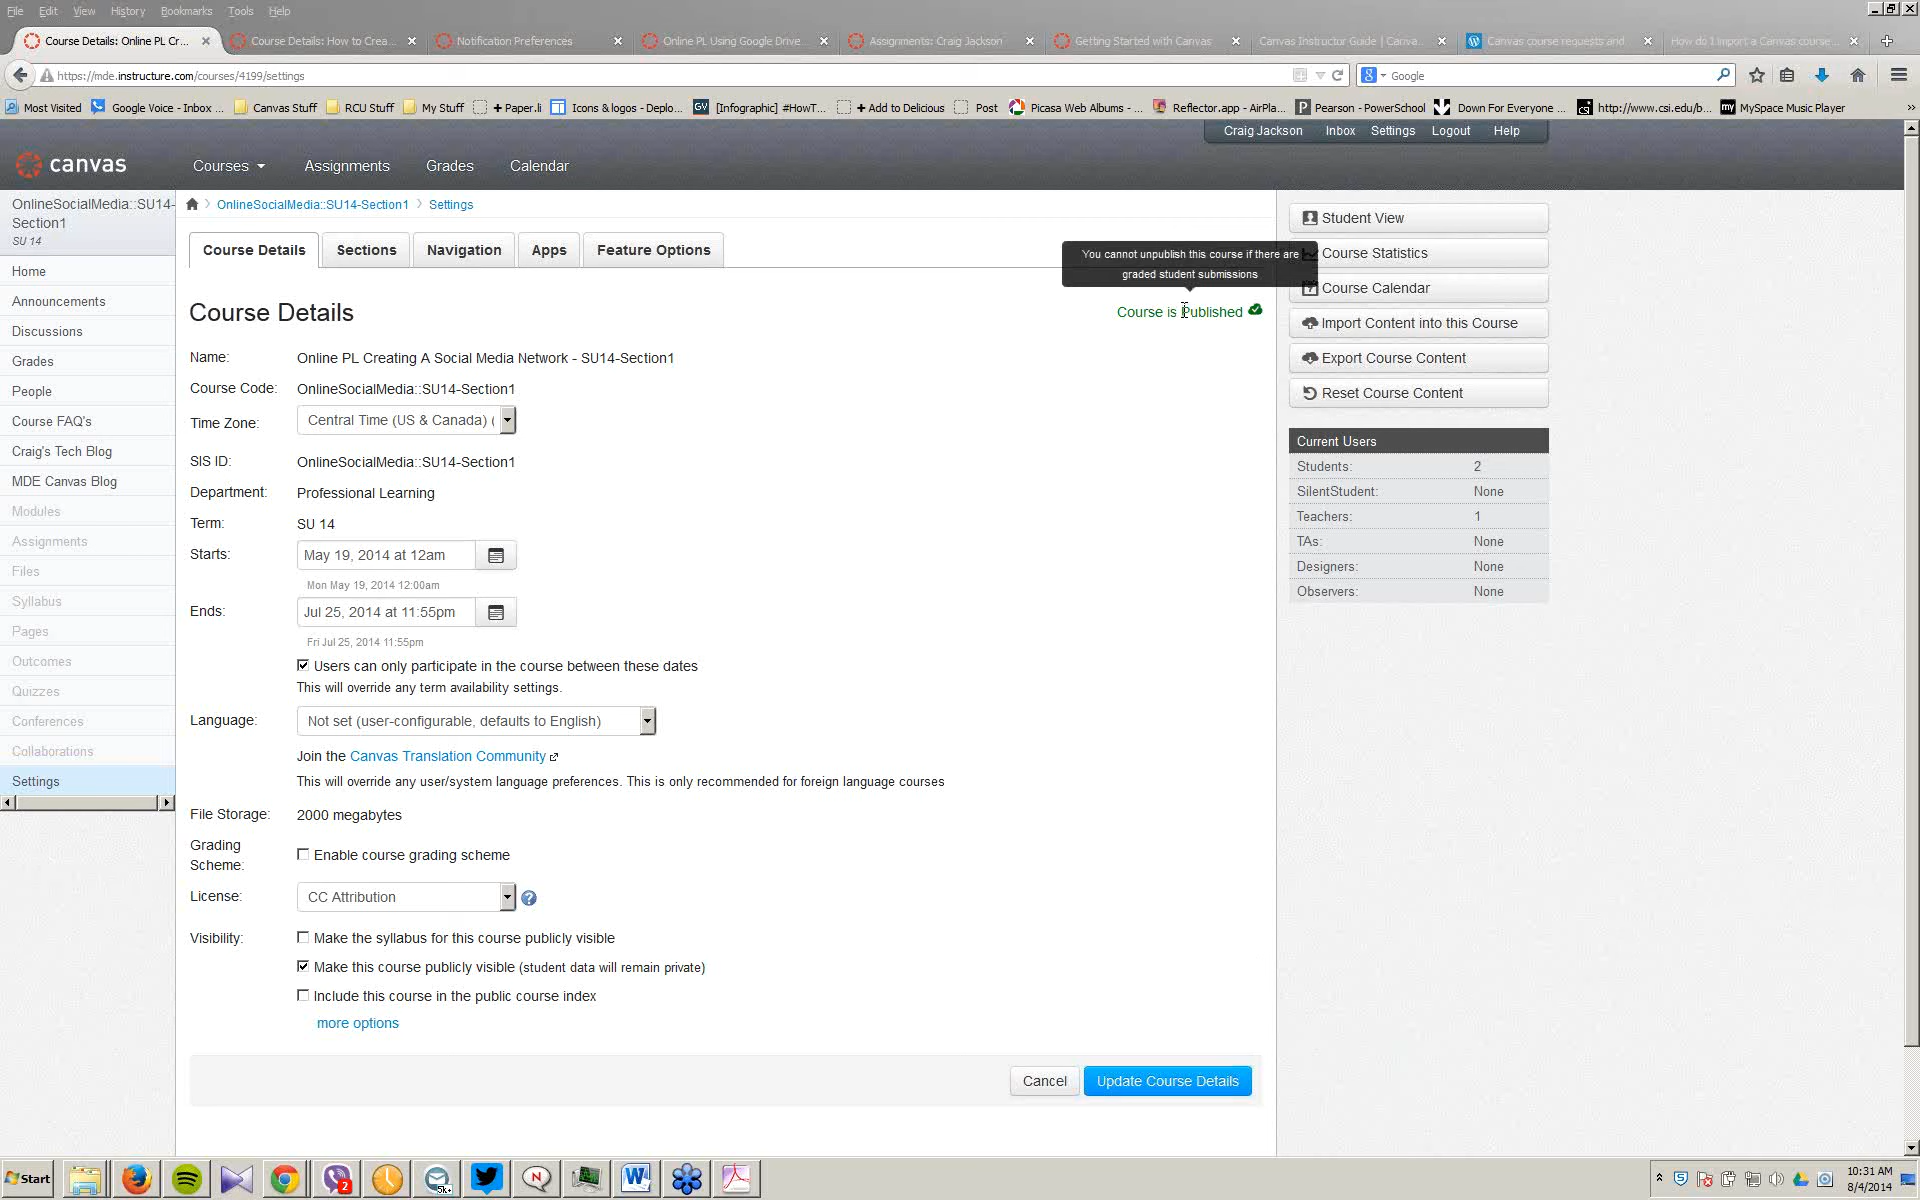 File Edit View History Bookmarks Tools Help
Course Details: Online PL Cr...
Course Details: How to Crea...
Notification Preferences
Online PL Using Google Drive...
Assignments: Craig Jackson
Getting Started with Canvas
Canvas Instructor Guide | Canva...
Canvas course requests and
How do I import a Canvas course...
https://mde.instructure.com/courses/4199/settings
Google
Most Visited
Google Voice - Inbox ...
Canvas Stuff
RCU Stuff
My Stuff
+ Paper.li
Icons & logos - Deplo...
[Infographic] #HowT...
+ Add to Delicious
Post
Picasa Web Albums - ...
Reflector.app - AirPla...
Pearson - PowerSchool
Down For Everyone ...
http://www.csi.edu/b...
MySpace Music Player
Craig Jackson Inbox Settings Logout Help
canvas
Courses Assignments Grades Calendar
OnlineSocialMedia::SU14-
Section1
SU 14
Home
Announcements
Discussions
Grades
People
Course FAQ's
Craig's Tech Blog
MDE Canvas Blog
Modules
Assignments
Files
Syllabus
Pages
Outcomes
Quizzes
Conferences
Collaborations
Settings
OnlineSocialMedia::SU14-Section1 Settings
Course Details Sections Navigation Apps Feature Options
You cannot unpublish this course if there are
graded student submissions
Course Details
Course is Published
Name: Online PL Creating A Social Media Network - SU14-Section1
Course Code: OnlineSocialMedia::SU14-Section1
Time Zone: Central Time (US & Canada) (
SIS ID: OnlineSocialMedia::SU14-Section1
Department: Professional Learning
Term: SU 14
Starts: May 19, 2014 at 12am
Mon May 19, 2014 12:00am
Ends: Jul 25, 2014 at 11:55pm
Fri Jul 25, 2014 11:55pm
Users can only participate in the course between these dates
This will override any term availability settings.
Language: Not set (user-configurable, defaults to English)
Join the Canvas Translation Community
This will override any user/system language preferences. This is only recommended for foreign language courses
File Storage: 2000 megabytes
Grading
Scheme:
Enable course grading scheme
License: CC Attribution
Visibility: Make the syllabus for this course publicly visible
Make this course publicly visible (student data will remain private)
Include this course in the public course index
more options
Cancel Update Course Details
Student View
Course Statistics
Course Calendar
Import Content into this Course
Export Course Content
Reset Course Content
Current Users
Students: 2
SilentStudent: None
Teachers: 1
TAs: None
Designers: None
Observers: None
Start
2
5k+
10:31 AM
8/4/2014